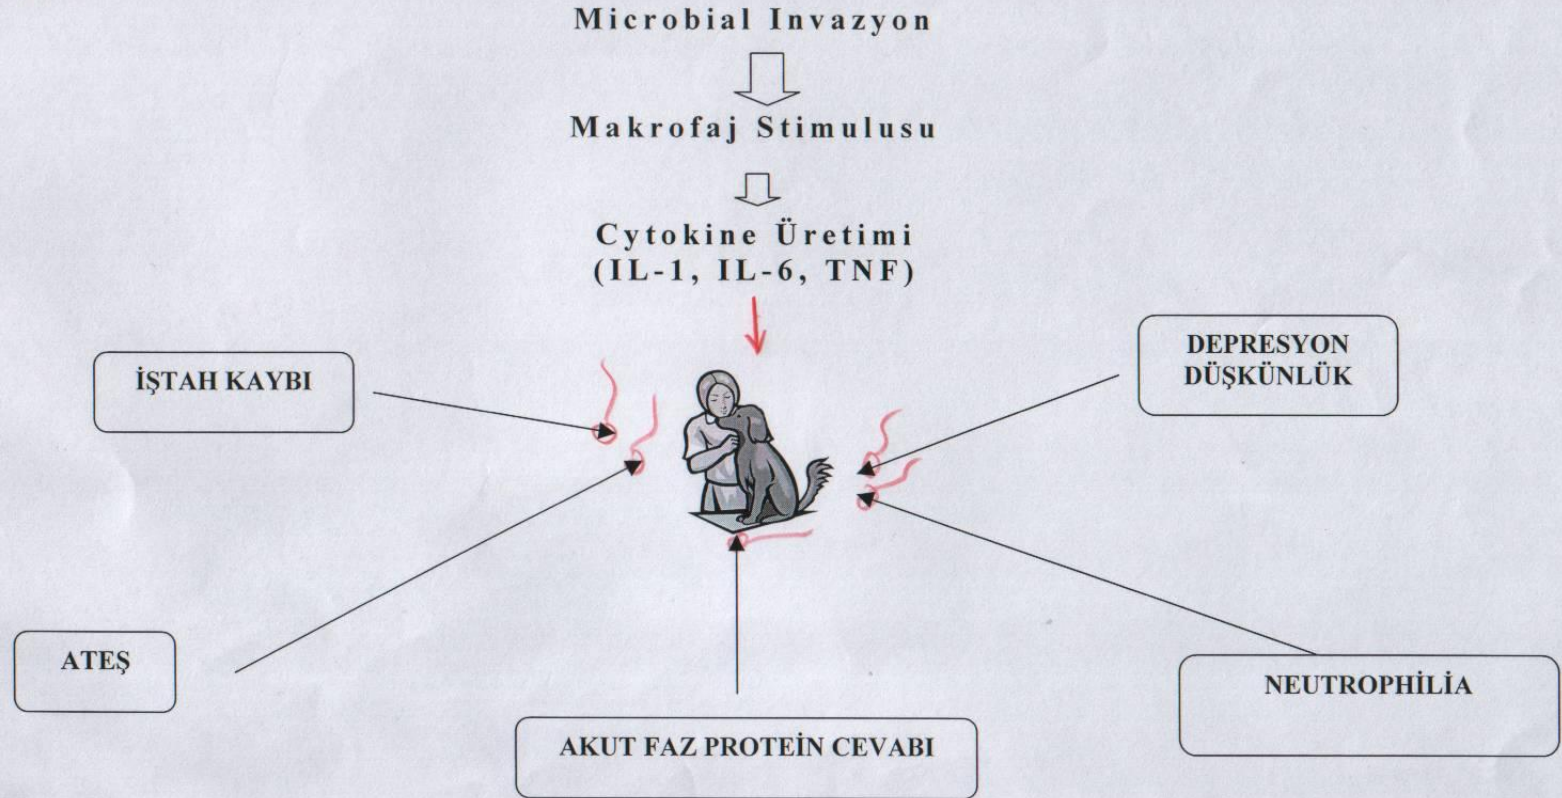 Microbial Invazyon
Makrofaj Stimulusu
Cytokine Üretimi
(IL-1, IL-6, TNF)
İŞTAH KAYBI
DEPRESYON
DÜŞKÜNLÜK
ATEŞ
NEUTROPHİLİA
AKUT FAZ PROTEİN CEVABI